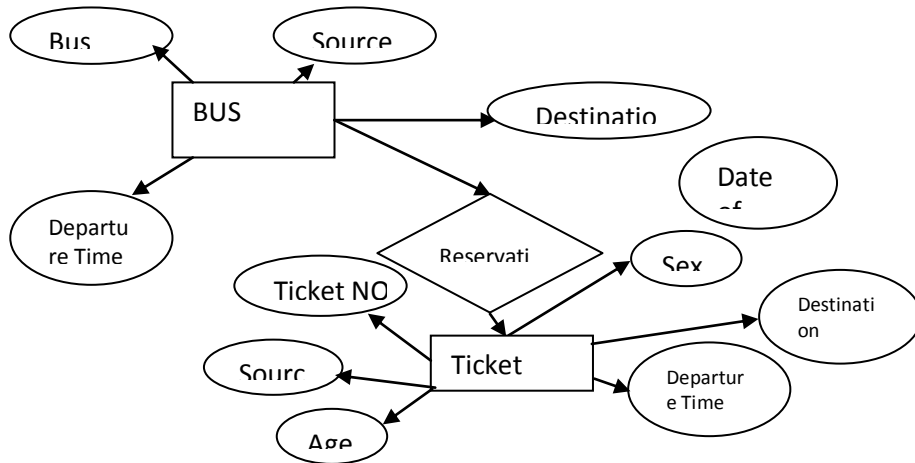 Bus
Source
BUS
Destinatio
Date
of
Departu
re Time
Reservati
Sex
Ticket NO
Destinati
on
Ticket
Sourc
Departur
e Time
Age